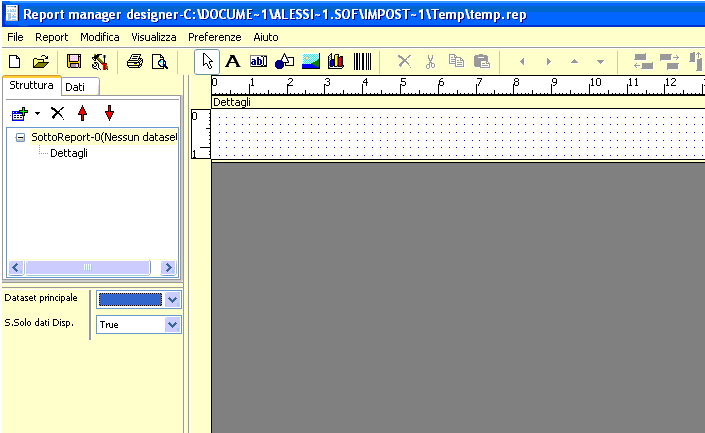 Report manager designer-C:\DOCUME~1\ALESSI~1.SOF\IMPOST~1\Temp\temp.rep
File Report Modifica Visualizza Preferenze Aiuto
A ab
Struttura Dati
0 1 2 3 4 5 6 7 8 9 10 11 12
Dettagli
0
1
SottoReport-0(Nessun dataset
Dettagli
Dataset principale
S.Solo dati Disp. True